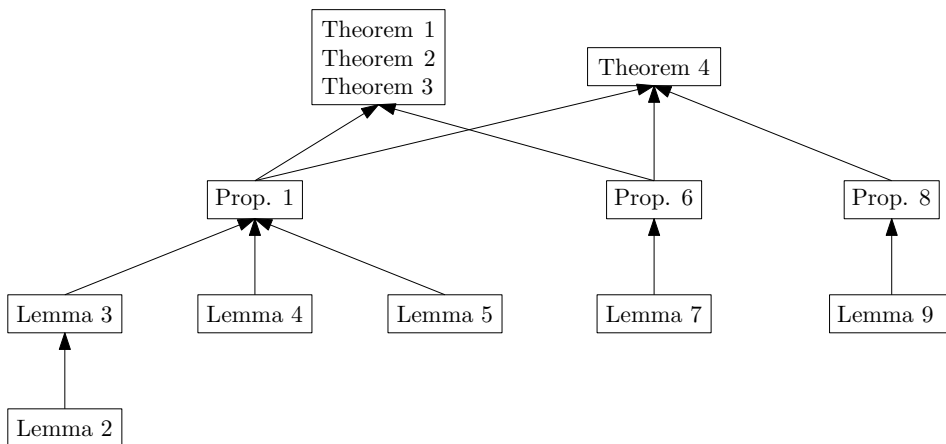 Theorem 1
Theorem 2
Theorem 3
Theorem 4
Prop. 1
Prop. 6
Prop. 8
Lemma 3
Lemma 4
Lemma 5
Lemma 7
Lemma 9
Lemma 2